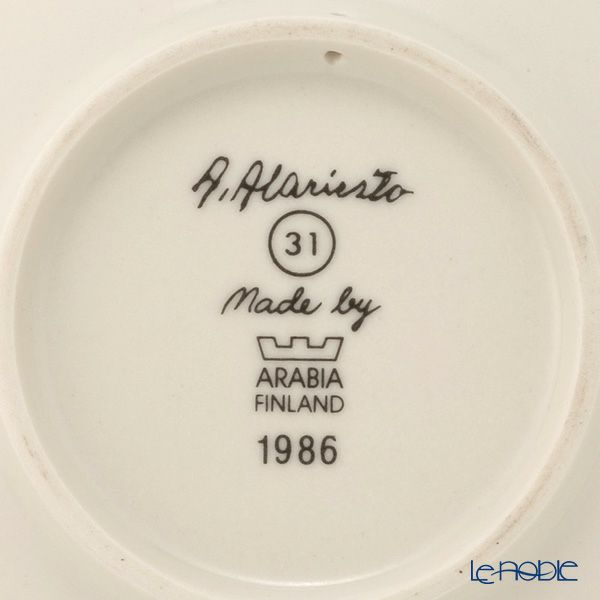 A. Alariesto
31
Made by
ARABIA
FINLAND
1986
Le noble